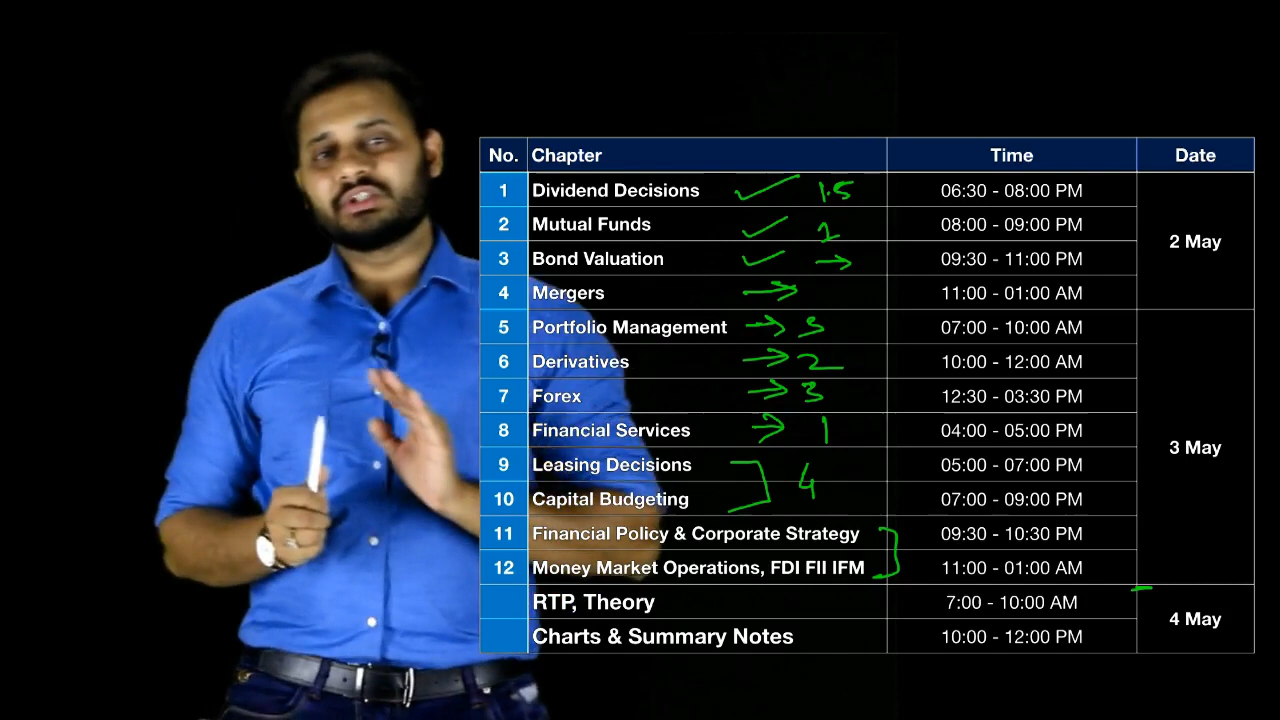 No. Chapter Time Date
1 Dividend Decisions 1.5 06:30 - 08:00 PM
2 Mutual Funds 1 08:00 - 09:00 PM 2 May
3 Bond Valuation 09:30 - 11:00 PM
4 Mergers 11:00 - 01:00 AM
5 Portfolio Management 3 07:00 - 10:00 AM
6 Derivatives 2 10:00 - 12:00 AM
7 Forex 3 12:30 - 03:30 PM
8 Financial Services 1 04:00 - 05:00 PM 3 May
9 Leasing Decisions 4 05:00 - 07:00 PM
10 Capital Budgeting 07:00 - 09:00 PM
11 Financial Policy & Corporate Strategy 09:30 - 10:30 PM
12 Money Market Operations, FDI FII IFM 11:00 - 01:00 AM
RTP, Theory 7:00 - 10:00 AM 4 May
Charts & Summary Notes 10:00 - 12:00 PM